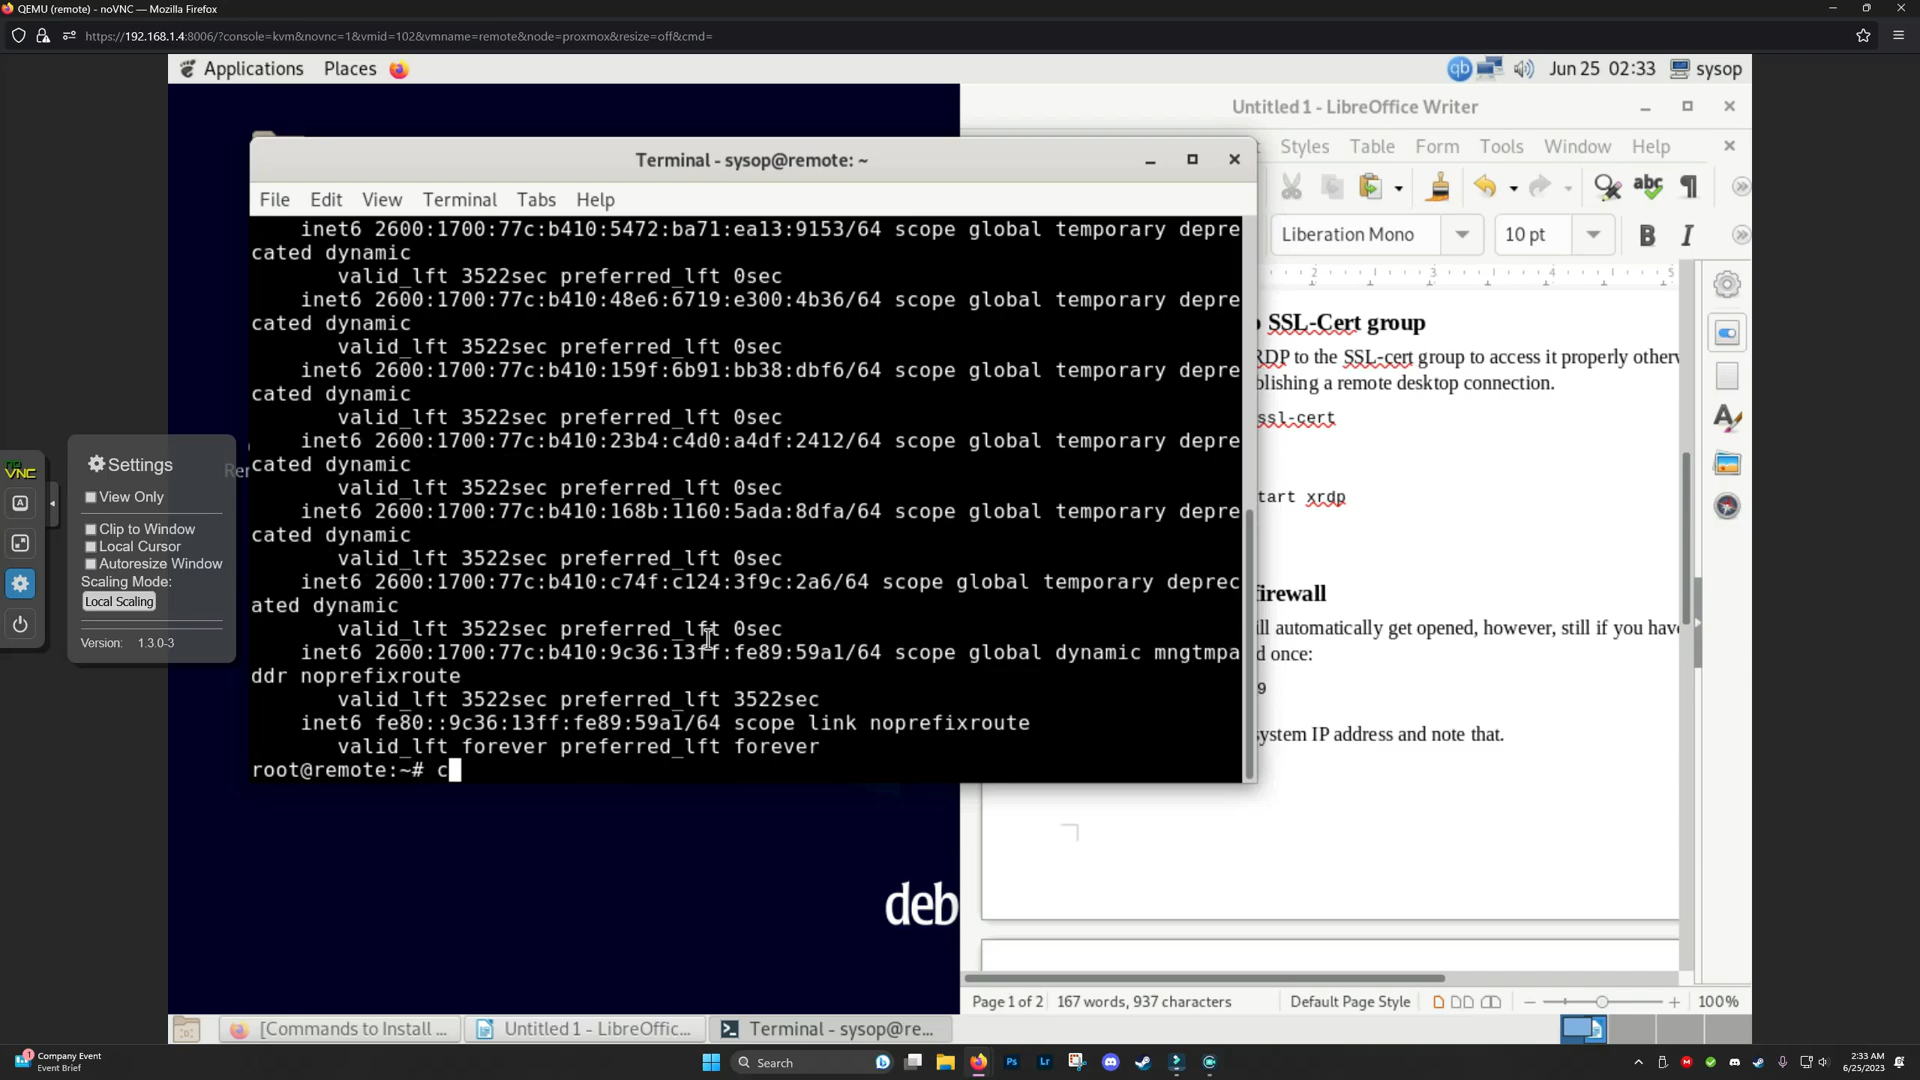 QEMU (remote) - noVNC — Mozilla Firefox
https://192.168.1.4:8006/?console=kvm&novnc=1&vmid=102&vmname=remote&node=proxmox&resize=off&cmd=
Applications Places
qb Jun 25 02:33 sysop
Untitled 1 - LibreOffice Writer
Styles Table Form Tools Window Help
abc
Liberation Mono 10 pt B I
2 3 4 5
Terminal - sysop@remote: ~
File Edit View Terminal Tabs Help
inet6 2600:1700:77c:b410:5472:ba71:ea13:9153/64 scope global temporary depre
cated dynamic
valid_lft 3522sec preferred_lft 0sec
inet6 2600:1700:77c:b410:48e6:6719:e300:4b36/64 scope global temporary depre
cated dynamic
valid_lft 3522sec preferred_lft 0sec
inet6 2600:1700:77c:b410:159f:6b91:bb38:dbf6/64 scope global temporary depre
cated dynamic
valid_lft 3522sec preferred_lft 0sec
inet6 2600:1700:77c:b410:23b4:c4d0:a4df:2412/64 scope global temporary depre
cated dynamic
valid_lft 3522sec preferred_lft 0sec
inet6 2600:1700:77c:b410:168b:1160:5ada:8dfa/64 scope global temporary depre
cated dynamic
valid_lft 3522sec preferred_lft 0sec
inet6 2600:1700:77c:b410:c74f:c124:3f9c:2a6/64 scope global temporary deprec
ated dynamic
valid_lft 3522sec preferred_lft 0sec
inet6 2600:1700:77c:b410:9c36:13ff:fe89:59a1/64 scope global dynamic mngtmpa
ddr noprefixroute
valid_lft 3522sec preferred_lft 3522sec
inet6 fe80::9c36:13ff:fe89:59a1/64 scope link noprefixroute
valid_lft forever preferred_lft forever
root@remote:~# c
SSL-Cert group
RDP to the SSL-cert group to access it properly otherw
blishing a remote desktop connection.
ssl-cert
tart xrdp
firewall
ill automatically get opened, however, still if you have
d once:
9
system IP address and note that.
no
VNC
A
Settings
View Only
Clip to Window
Local Cursor
Autoresize Window
Scaling Mode:
Local Scaling
Version: 1.3.0-3
Rer
deb
Page 1 of 2 167 words, 937 characters Default Page Style 100%
[Commands to Install ... Untitled 1 - LibreOffic... Terminal - sysop@re...
1
Company Event
Event Brief
Search
Ps Lr
2:33 AM
6/25/2023